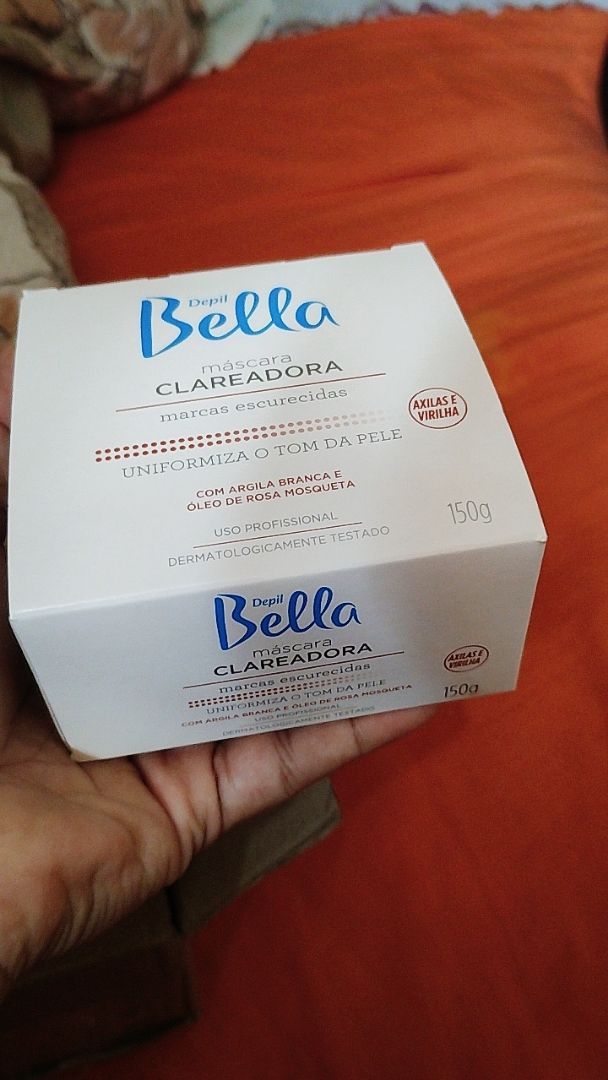 Depil
Bella
máscara
CLAREADORA
marcas escurecidas
AXILAS E
VIRILHA
UNIFORMIZA O TOM DA PELE
COM ARGILA BRANCA E
ÓLEO DE ROSA MOSQUETA
USO PROFISSIONAL
DERMATOLOGICAMENTE TESTADO
150g
Depil
Bella
máscara
CLAREADORA
marcas escurecidas
AXILAS E
VIRILHA
UNIFORMIZA O TOM DA PELE
COM ARGILA BRANCA E ÓLEO DE ROSA MOSQUETA
USO PROFISSIONAL
DERMATOLOGICAMENTE TESTADO
150g